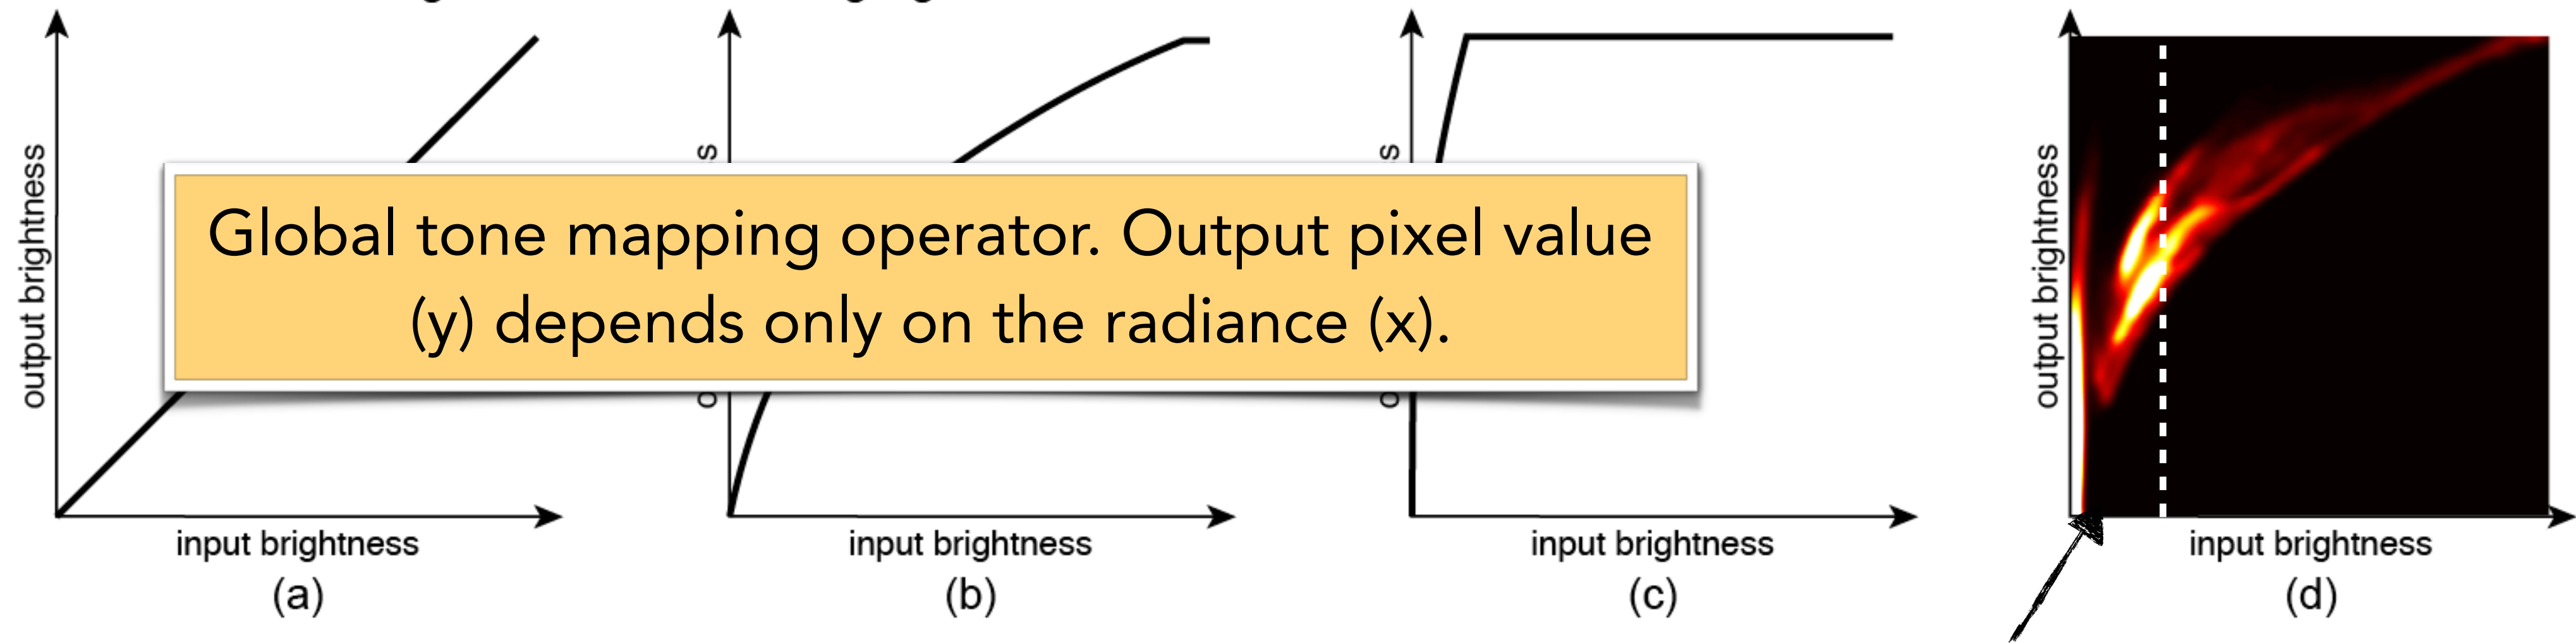 output brightness
Global tone mapping operator. Output pixel value
(y) depends only on the radiance (x).
output brightness
input brightness
input brightness
input brightness
input brightness
(a)
(b)
(c)
(d)